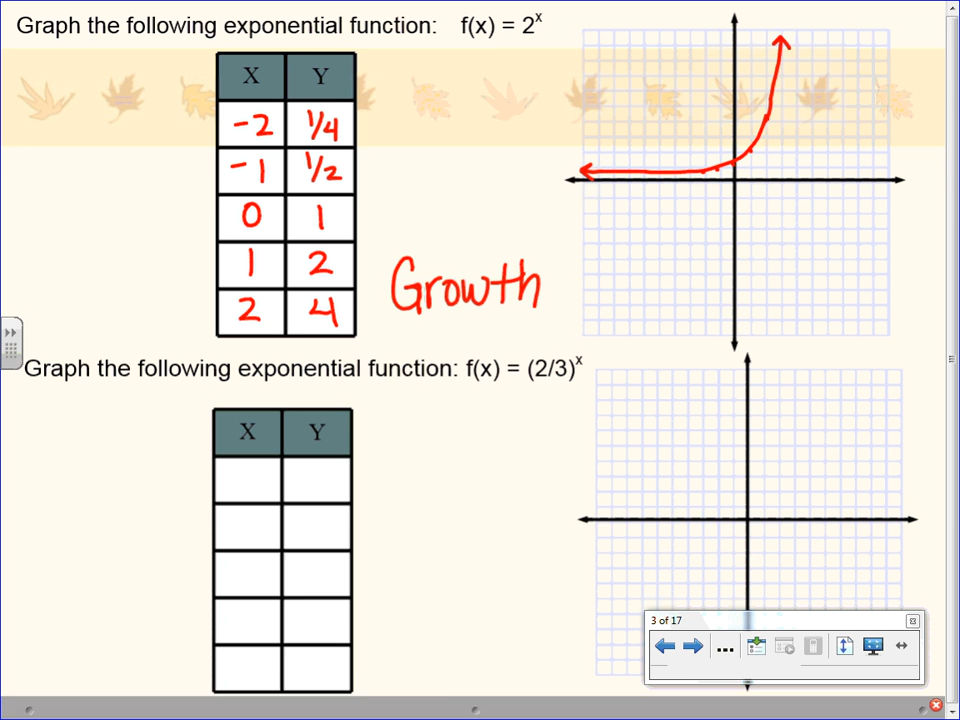 Graph the following exponential function: f(x) = 2^x
X Y
-2 1/4
-1 1/2
0 1
1 2
2 4
Growth
Graph the following exponential function: f(x) = (2/3)^x
X Y
3 of 17
...